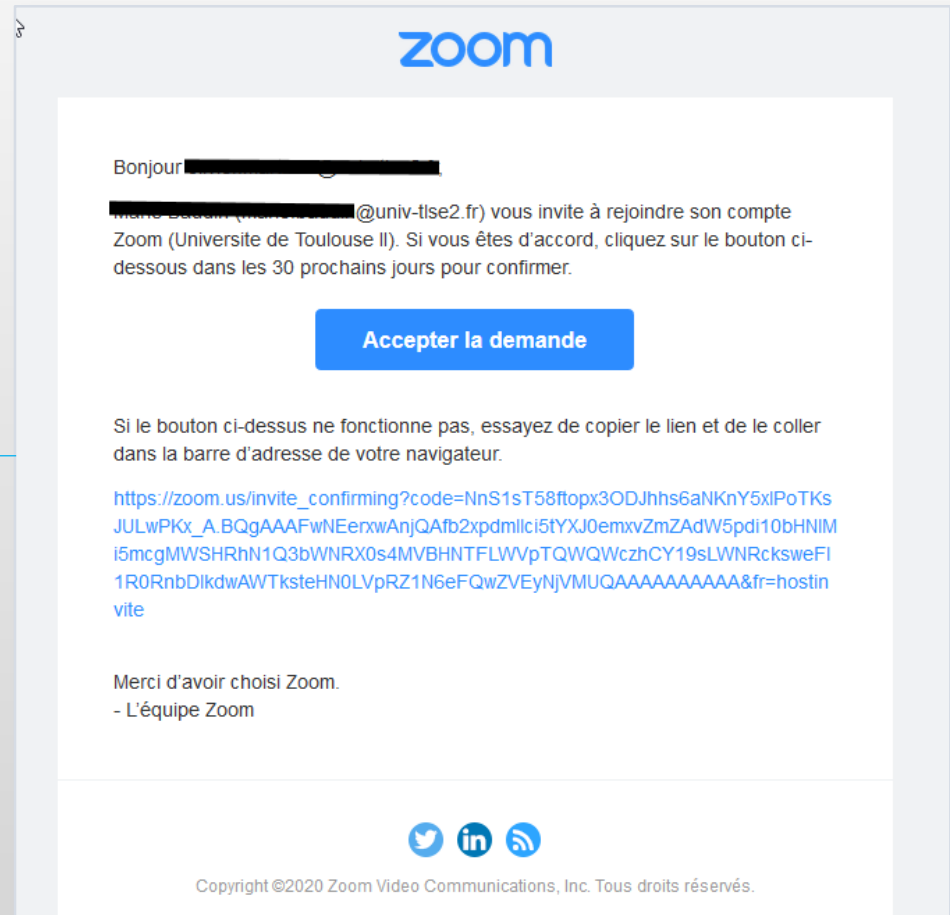 zoom
Bonjour
@univ-tlse2.fr) vous invite à rejoindre son compte
Zoom (Universite de Toulouse II). Si vous êtes d'accord, cliquez sur le bouton ci-
dessous dans les 30 prochains jours pour confirmer.
Accepter la demande
Si le bouton ci-dessus ne fonctionne pas, essayez de copier le lien et de le coller
dans la barre d'adresse de votre navigateur.
https://zoom.us/invite_confirming?code=NnS1sT58ftopx3ODJhhs6aNKnY5xlPoTKs
JULwPKx_A.BQgAAAFwNEerxwAnjQAfb2xpdmllci5tYXJ0emxvZmZAdW5pdi10bHNlM
i5mcgMWSHRhN1Q3bWNRX0s4MVBHNTFLWVpTQWQWczhCY19sLWNRcksweFl
1R0RnbDlkdwAWTksteHN0LVpRZ1N6eFQwZVEyNjVMUQAAAAAAAAAA&fr=hostin
vite
Merci d'avoir choisi Zoom.
- L'équipe Zoom
in
Copyright ©2020 Zoom Video Communications, Inc. Tous droits réservés.